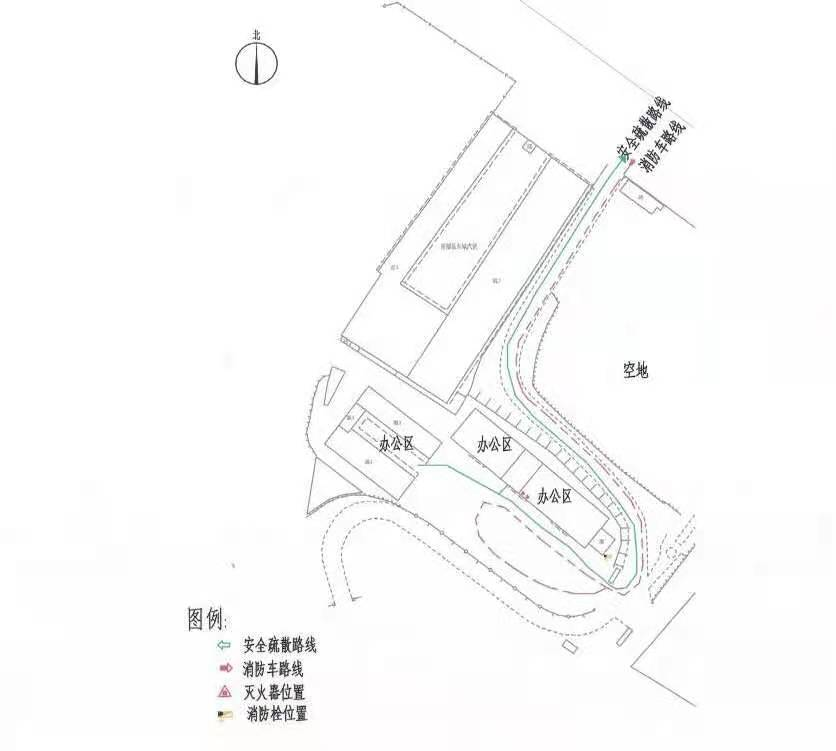 北
安全疏散路线
消防车路线
空地
办公区
办公区
办公区
图例:
安全疏散路线
消防车路线
灭火器位置
消防栓位置